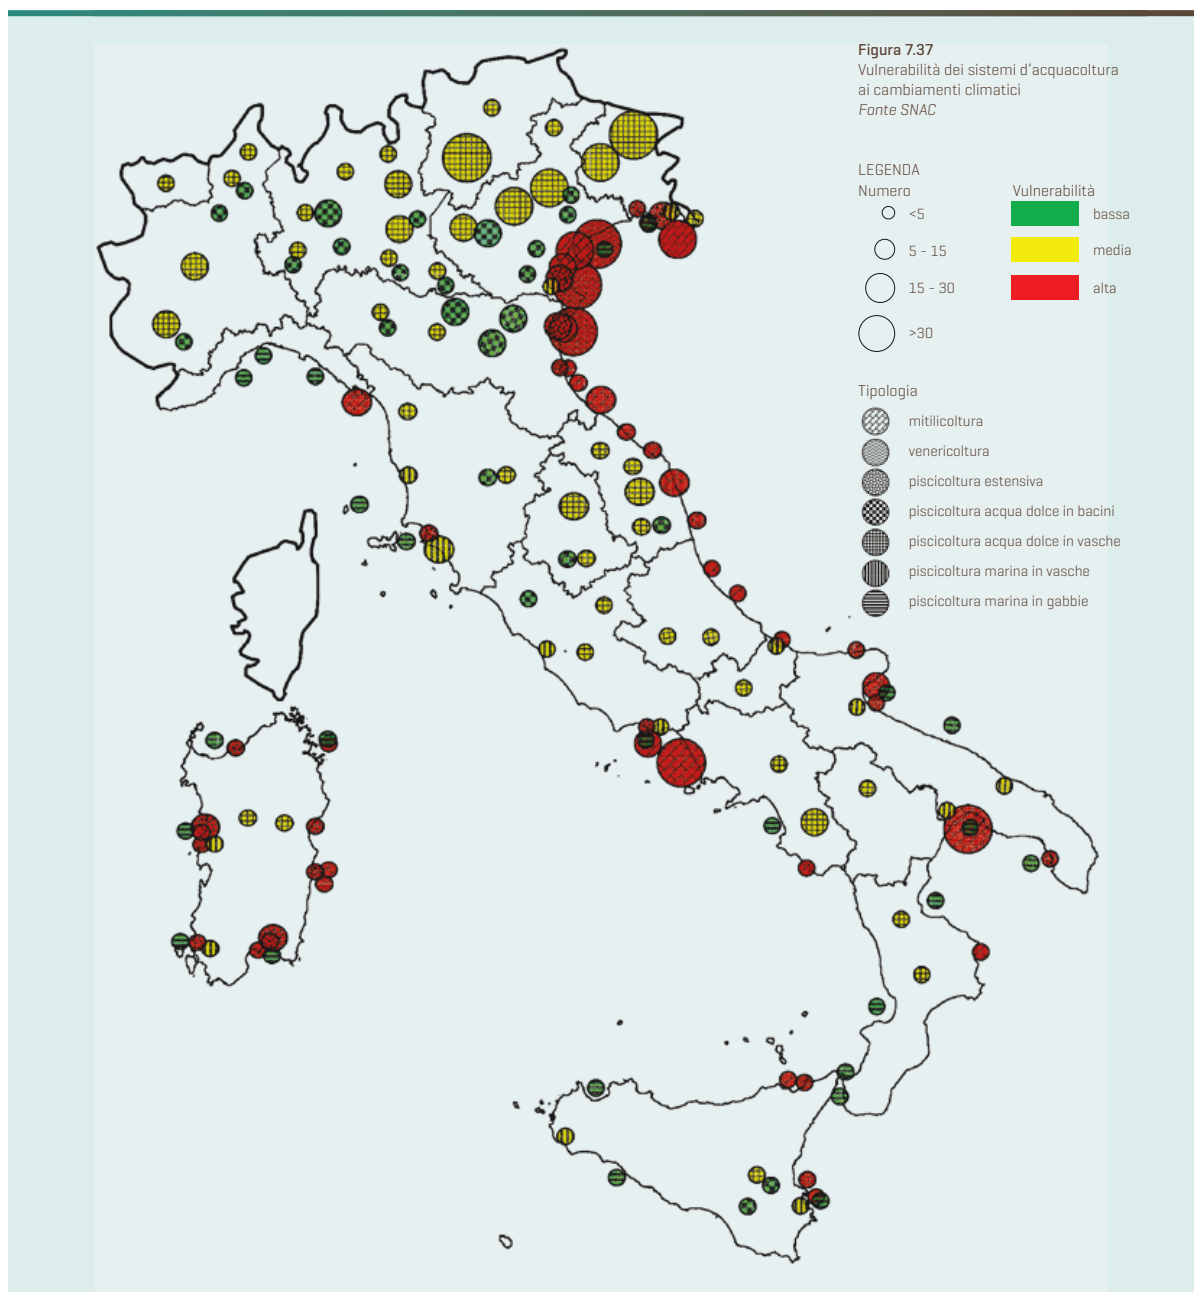 Figura 7.37
Vulnerabilità dei sistemi d'acquacoltura
ai cambiamenti climatici
Fonte SNAC
LEGENDA
Numero
<5
5 - 15
15 - 30
>30
Vulnerabilità
bassa
media
alta
Tipologia
mitilicoltura
venericoltura
piscicoltura estensiva
piscicoltura acqua dolce in bacini
piscicoltura acqua dolce in vasche
piscicoltura marina in vasche
piscicoltura marina in gabbie